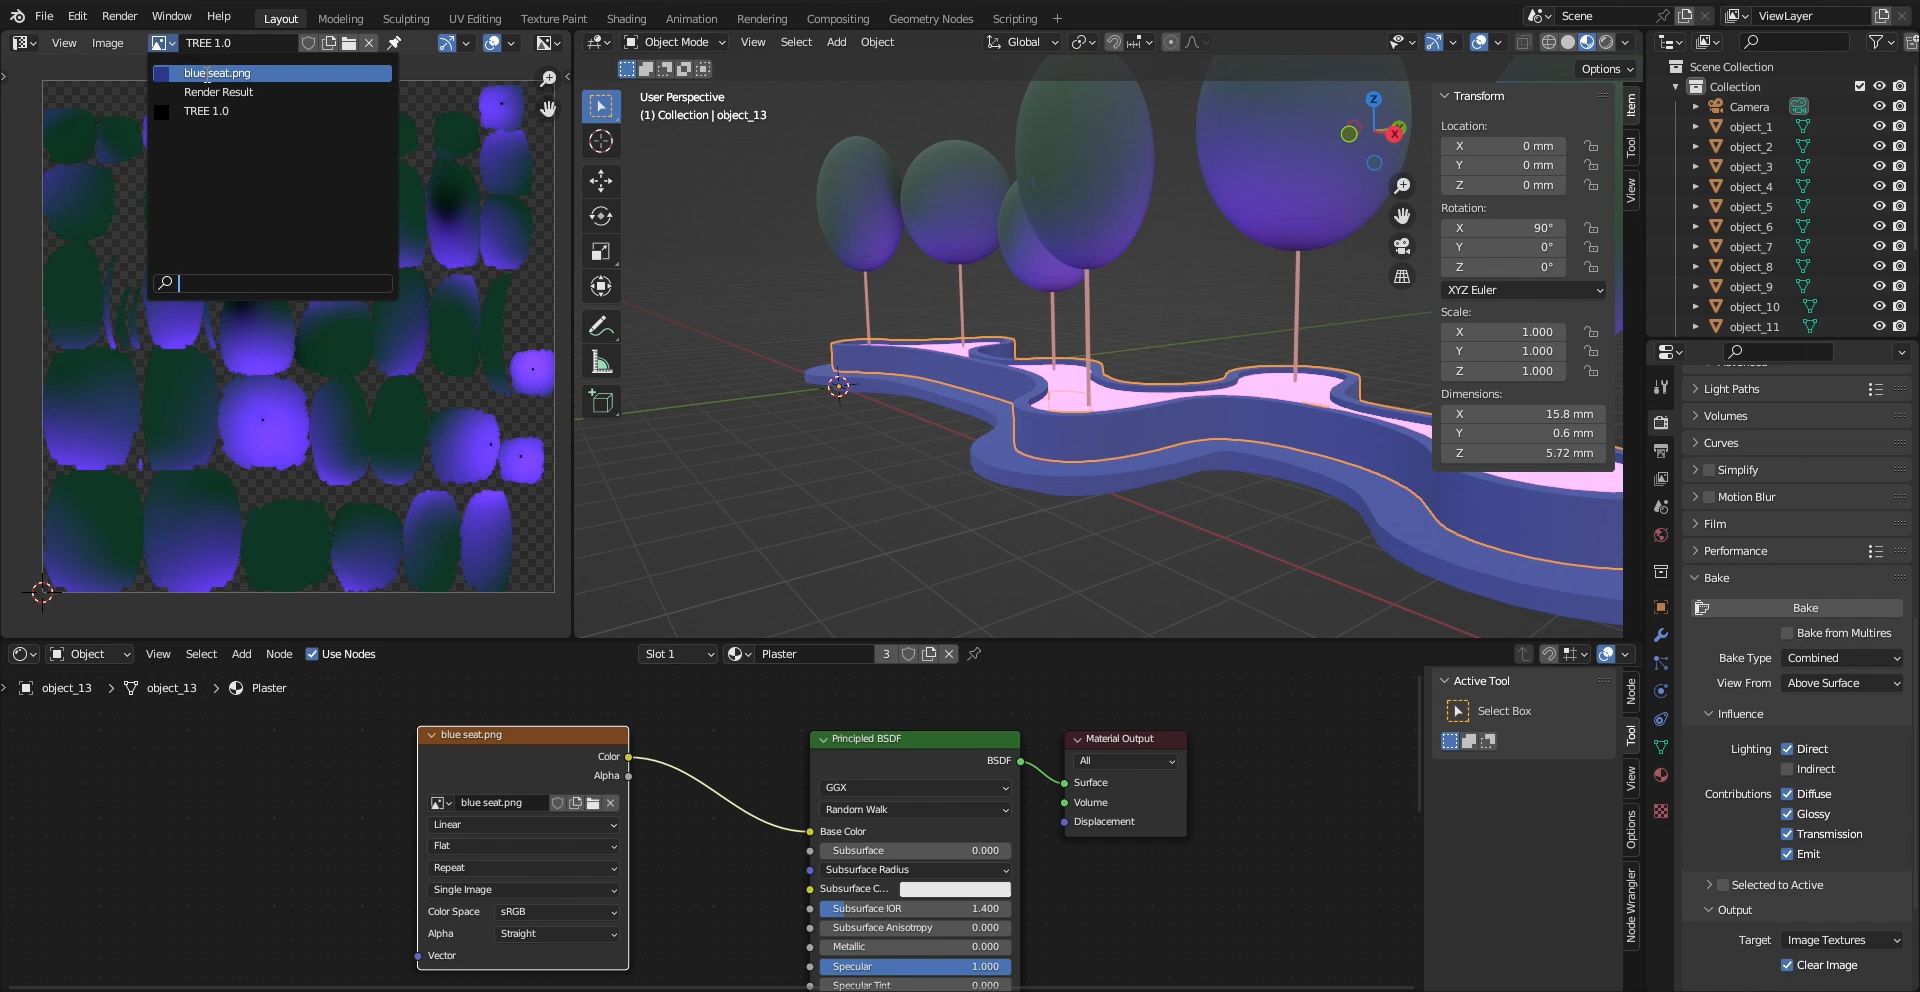 File Edit Render Window Help Layout Modeling Sculpting UV Editing Texture Paint Shading Animation Rendering Compositing Geometry Nodes Scripting + Scene ViewLayer
View Image TREE 1.0
Object Mode View Select Add Object Global
blue seat.png
Render Result
TREE 1.0
Options
User Perspective
(1) Collection | object_13
Z
X
Transform
Location:
X 0 mm
Y 0 mm
Z 0 mm
Rotation:
X 90°
Y 0°
Z 0°
XYZ Euler
Scale:
X 1.000
Y 1.000
Z 1.000
Dimensions:
X 15.8 mm
Y 0.6 mm
Z 5.72 mm
Item
Tool
View
Scene Collection
Collection
Camera
object_1
object_2
object_3
object_4
object_5
object_6
object_7
object_8
object_9
object_10
object_11
Light Paths
Volumes
Curves
Simplify
Motion Blur
Film
Performance
Bake
Bake
Bake from Multires
Bake Type Combined
View From Above Surface
Influence
Lighting Direct
Indirect
Contributions Diffuse
Glossy
Transmission
Emit
Selected to Active
Output
Target Image Textures
Clear Image
Object View Select Add Node Use Nodes Slot 1 Plaster 3
object_13 > object_13 > Plaster
blue seat.png
Color
Alpha
blue seat.png
Linear
Flat
Repeat
Single Image
Color Space sRGB
Alpha Straight
Vector
Principled BSDF
BSDF
GGX
Random Walk
Base Color
Subsurface 0.000
Subsurface Radius
Subsurface C...
Subsurface IOR 1.400
Subsurface Anisotropy 0.000
Metallic 0.000
Specular 1.000
Specular Tint 0.000
Material Output
All
Surface
Volume
Displacement
Active Tool
Select Box
Node
Tool
View
Options
Node Wrangler